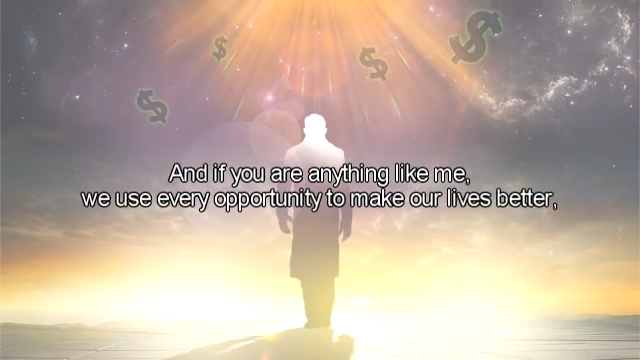 $
$
$
$
And if you are anything like me,
we use every opportunity to make our lives better,